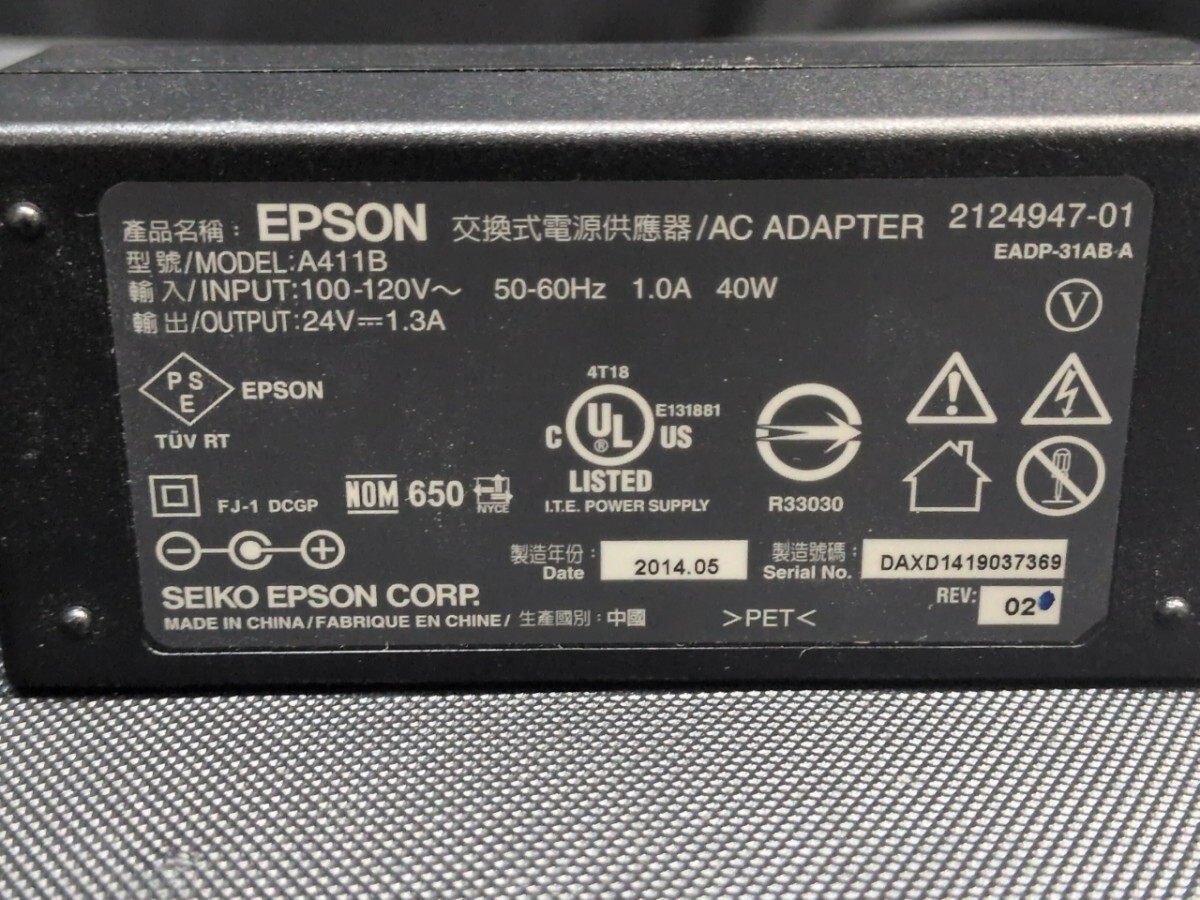 產品名稱：EPSON 交換式電源供應器/AC ADAPTER 2124947-01
EADP-31AB A
型號/MODEL:A411B
輸入/INPUT:100-120V～ 50-60Hz 1.0A 40W
輸出/OUTPUT:24V⎓1.3A
V
PSE EPSON
TÜV RT
4T18
C UL® US E131881
LISTED
I.T.E. POWER SUPPLY
R33030
FJ-1 DCGP
NOM 650 NYCE
製造年份：
Date 2014.05
製造號碼：
Serial No. DAXD1419037369
SEIKO EPSON CORP.
REV: 02
MADE IN CHINA/FABRIQUE EN CHINE/生產國別：中國 >PET<